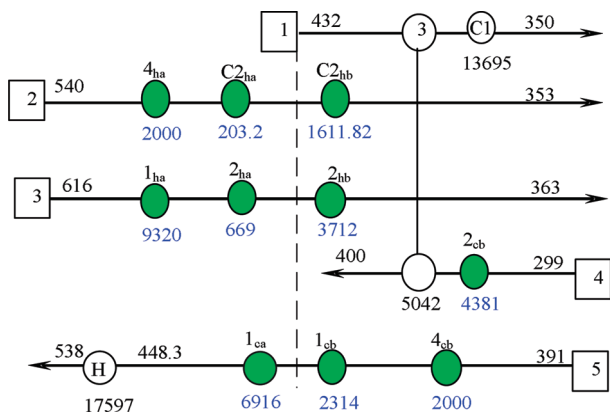 1 432 3 C1 350
13695
2 540 4ha C2ha C2hb 353
2000 203.2 1611.82
3 616 1ha 2ha 2hb 363
9320 669 3712
400 2cb 299 4
5042 4381
538 H 448.3 1ca 1cb 4cb 391 5
17597 6916 2314 2000